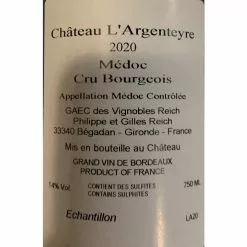 Château L'Argenteyre
2020
Médoc
Cru Bourgeois
Appellation Médoc Contrôlée
GAEC des Vignobles Reich
Philippe et Gilles Reich
33340 Bégadan - Gironde - France
Mis en bouteille au Château
GRAND VIN DE BORDEAUX
PRODUCT OF FRANCE
14% Vol
CONTIENT DES SULFITES
CONTAINS SULPHITES
750 ML
Echantillon
LA20